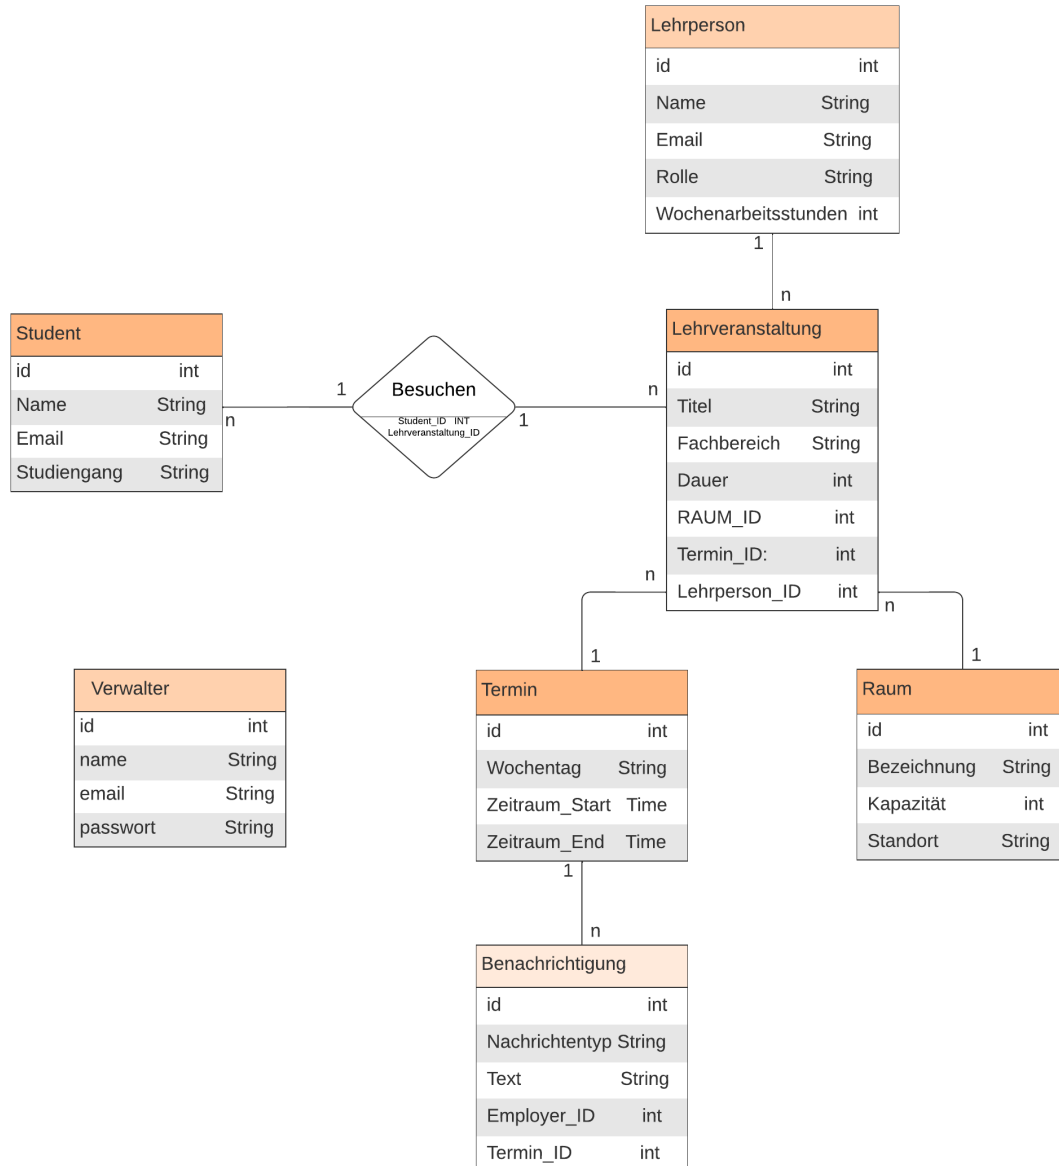 Lehrperson
id int
Name String
Email String
Rolle String
Wochenarbeitsstunden int
1
n
Student
id int
Name String
Email String
Studiengang String
n
1
Besuchen
Student_ID INT
Lehrveranstaltung_ID
1
n
Lehrveranstaltung
id int
Titel String
Fachbereich String
Dauer int
RAUM_ID int
Termin_ID: int
Lehrperson_ID int
n
1
n
1
Verwalter
id int
name String
email String
passwort String
Termin
id int
Wochentag String
Zeitraum_Start Time
Zeitraum_End Time
Raum
id int
Bezeichnung String
Kapazität int
Standort String
1
n
Benachrichtigung
id int
Nachrichtentyp String
Text String
Employer_ID int
Termin_ID int